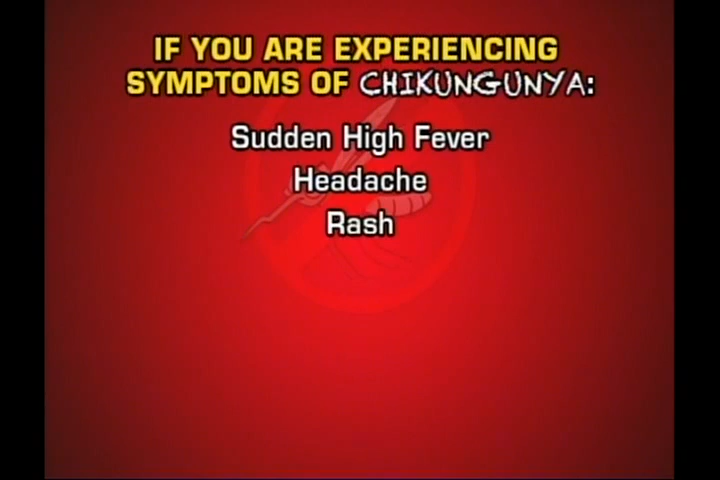 IF YOU ARE EXPERIENCING
SYMPTOMS OF CHIKUNGUNYA:
Sudden High Fever
Headache
Rash